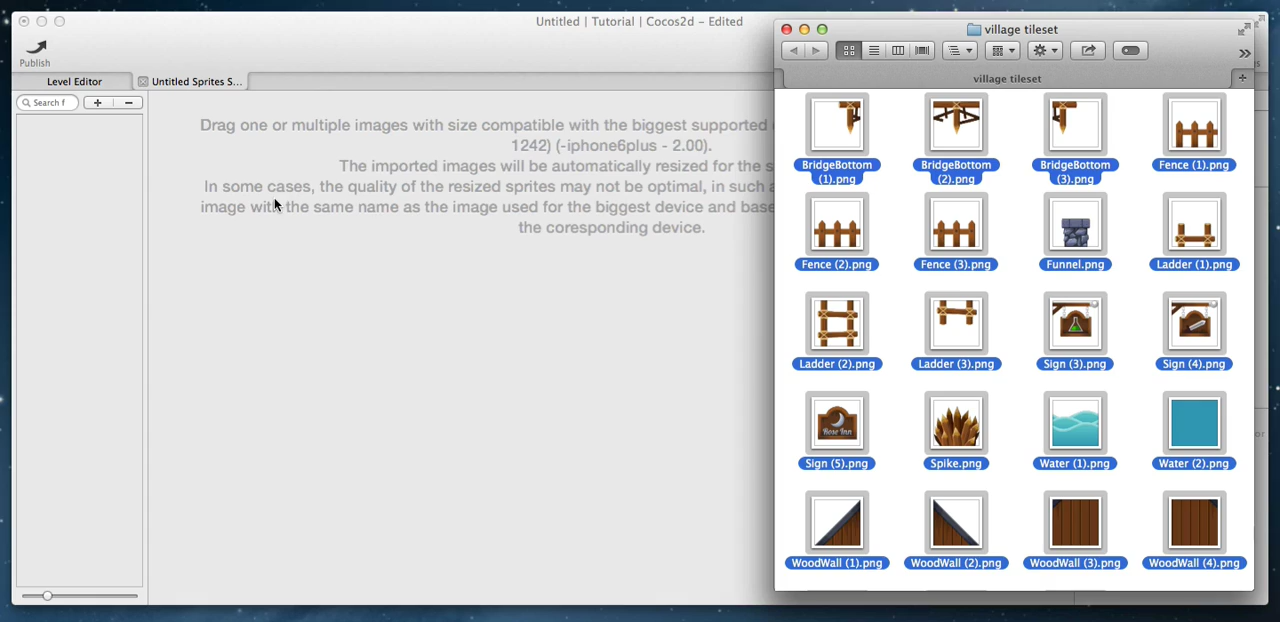 Untitled | Tutorial | Cocos2d - Edited
Publish
Level Editor
Untitled Sprites S...
Search f
Drag one or multiple images with size compatible with the biggest supported
1242) (-iphone6plus - 2.00).
The imported images will be automatically resized for the s
In some cases, the quality of the resized sprites may not be optimal, in such a
image with the same name as the image used for the biggest device and base
the coresponding device.
village tileset
village tileset
BridgeBottom (1).png
BridgeBottom (2).png
BridgeBottom (3).png
Fence (1).png
Fence (2).png
Fence (3).png
Funnel.png
Ladder (1).png
Ladder (2).png
Ladder (3).png
Sign (3).png
Sign (4).png
Rose Inn
Sign (5).png
Spike.png
Water (1).png
Water (2).png
WoodWall (1).png
WoodWall (2).png
WoodWall (3).png
WoodWall (4).png